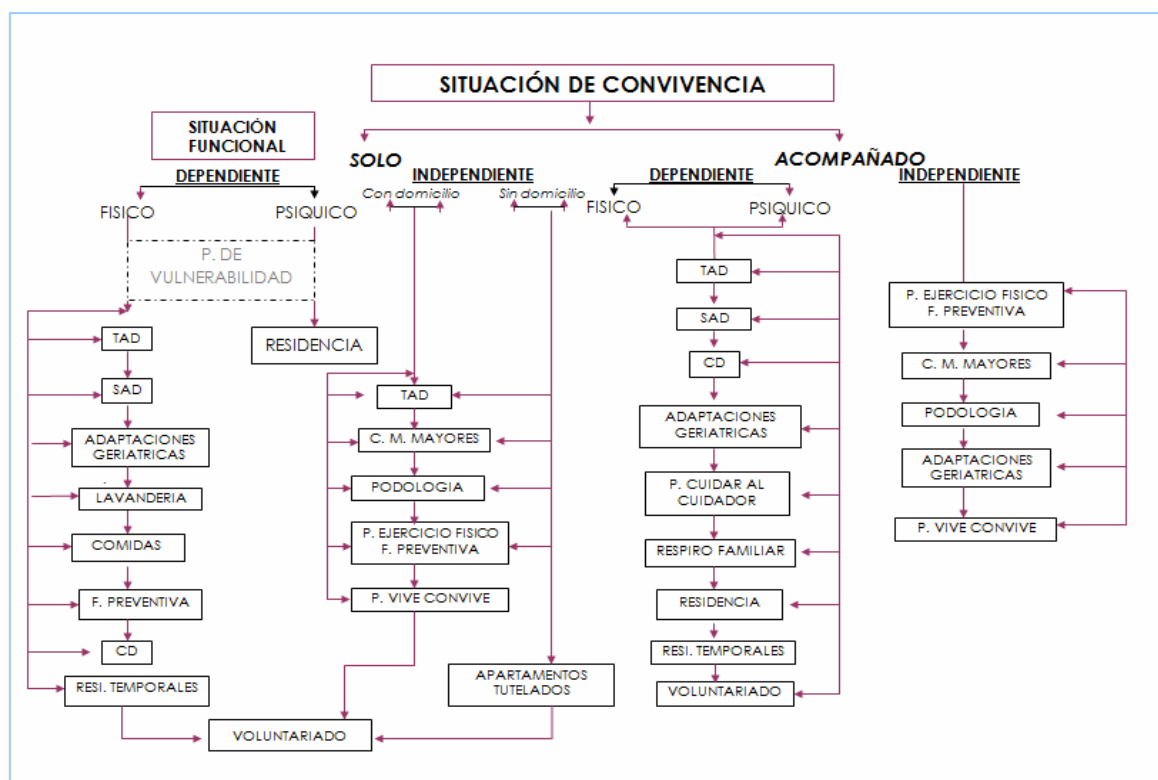 SITUACIÓN DE CONVIVENCIA
SITUACIÓN
FUNCIONAL
SOLO
ACOMPAÑADO
DEPENDIENTE
INDEPENDIENTE
DEPENDIENTE
INDEPENDIENTE
Con domicilio
Sin domicilio
FISICO
PSIQUICO
FISICO
PSIQUICO
P. DE
VULNERABILIDAD
TAD
SAD
ADAPTACIONES
GERIATRICAS
LAVANDERIA
COMIDAS
F. PREVENTIVA
CD
RESI. TEMPORALES
RESIDENCIA
TAD
C. M. MAYORES
PODOLOGIA
P. EJERCICIO FISICO
F. PREVENTIVA
P. VIVE CONVIVE
APARTAMENTOS
TUTELADOS
VOLUNTARIADO
TAD
SAD
CD
ADAPTACIONES
GERIATRICAS
P. CUIDAR AL
CUIDADOR
RESPIRO FAMILIAR
RESIDENCIA
RESI. TEMPORALES
VOLUNTARIADO
P. EJERCICIO FISICO
F. PREVENTIVA
C. M. MAYORES
PODOLOGIA
ADAPTACIONES
GERIATRICAS
P. VIVE CONVIVE